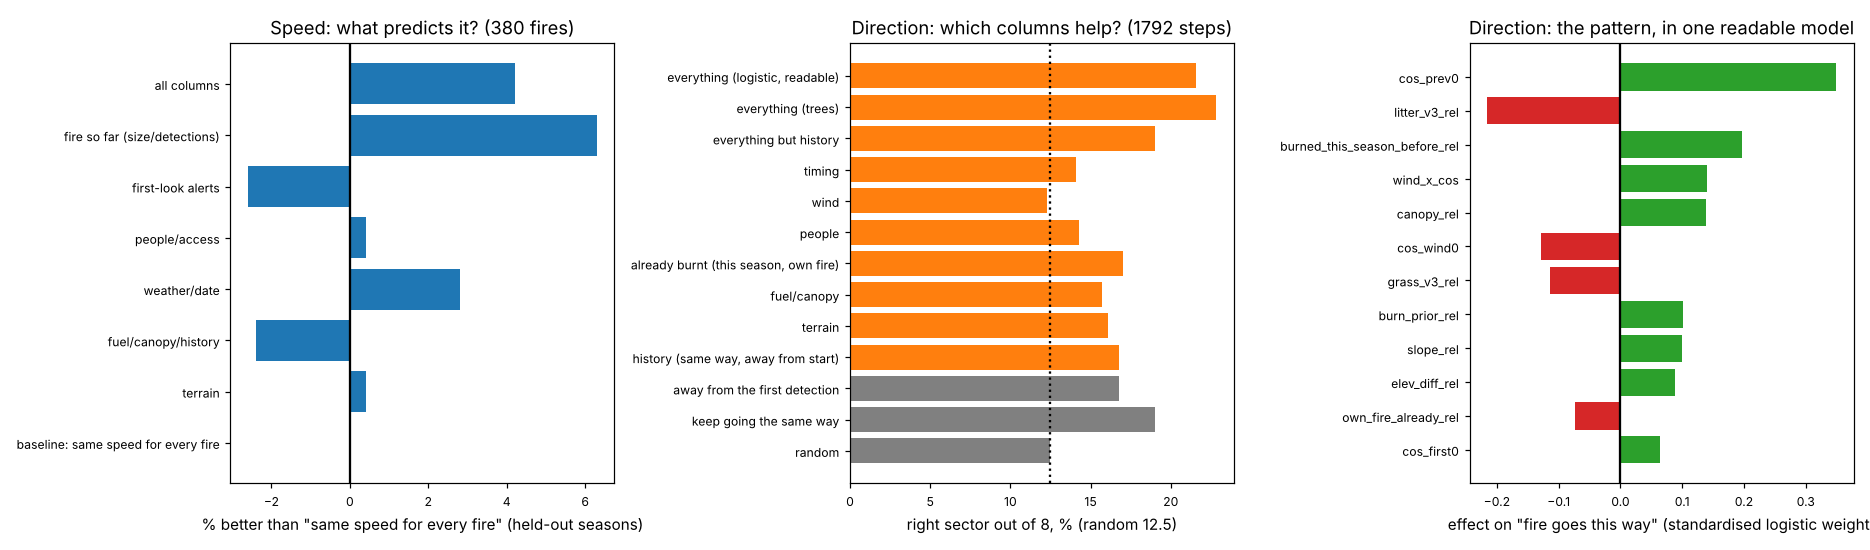 Speed: what predicts it? (380 fires)
all columns
fire so far (size/detections)
first-look alerts
people/access
weather/date
fuel/canopy/history
terrain
baseline: same speed for every fire
−2
0
2
4
6
% better than "same speed for every fire" (held-out seasons)
Direction: which columns help? (1792 steps)
everything (logistic, readable)
everything (trees)
everything but history
timing
wind
people
already burnt (this season, own fire)
fuel/canopy
terrain
history (same way, away from start)
away from the first detection
keep going the same way
random
0
5
10
15
20
right sector out of 8, % (random 12.5)
Direction: the pattern, in one readable model
cos_prev0
litter_v3_rel
burned_this_season_before_rel
wind_x_cos
canopy_rel
cos_wind0
grass_v3_rel
burn_prior_rel
slope_rel
elev_diff_rel
own_fire_already_rel
cos_first0
−0.2
−0.1
0.0
0.1
0.2
0.3
effect on "fire goes this way" (standardised logistic weight